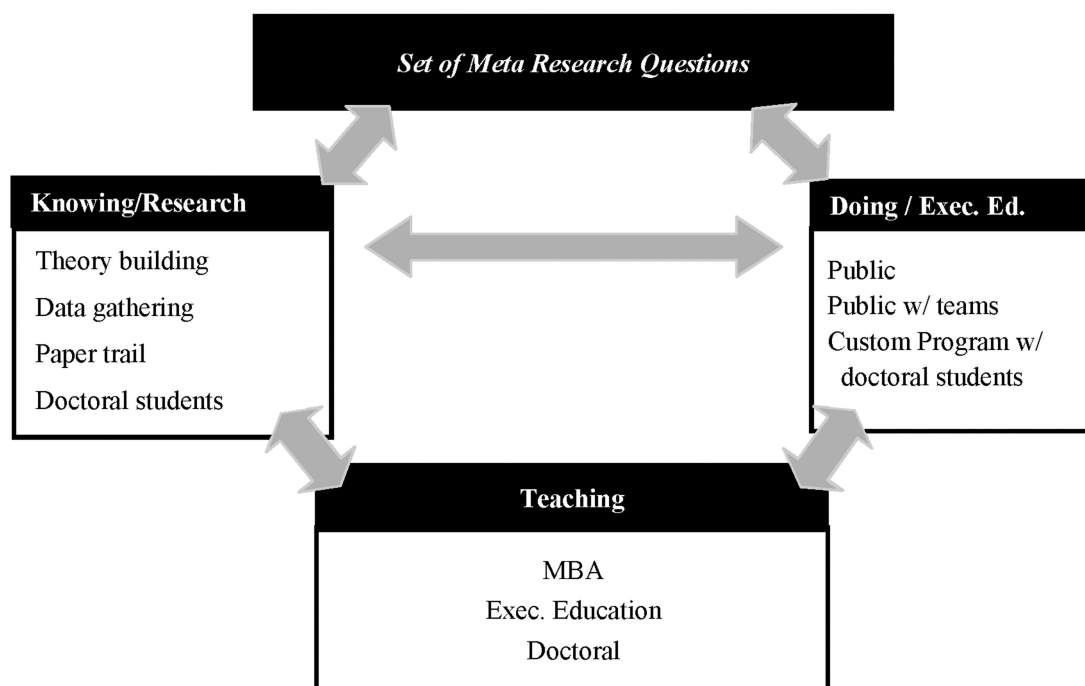 Set of Meta Research Questions
Knowing/Research
Theory building
Data gathering
Paper trail
Doctoral students
Doing / Exec. Ed.
Public
Public w/ teams
Custom Program w/
doctoral students
Teaching
MBA
Exec. Education
Doctoral